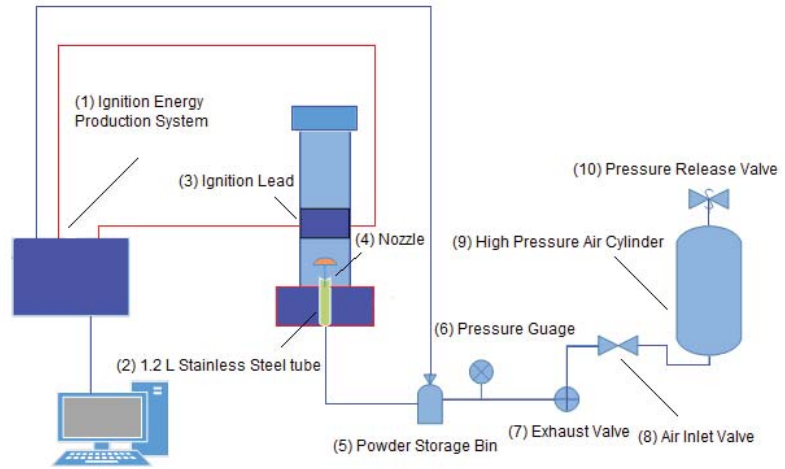 (1) Ignition Energy
Production System
(3) Ignition Lead
(4) Nozzle
(10) Pressure Release Valve
(9) High Pressure Air Cylinder
(6) Pressure Guage
(2) 1.2 L Stainless Steel tube
(5) Powder Storage Bin
(7) Exhaust Valve
(8) Air Inlet Valve